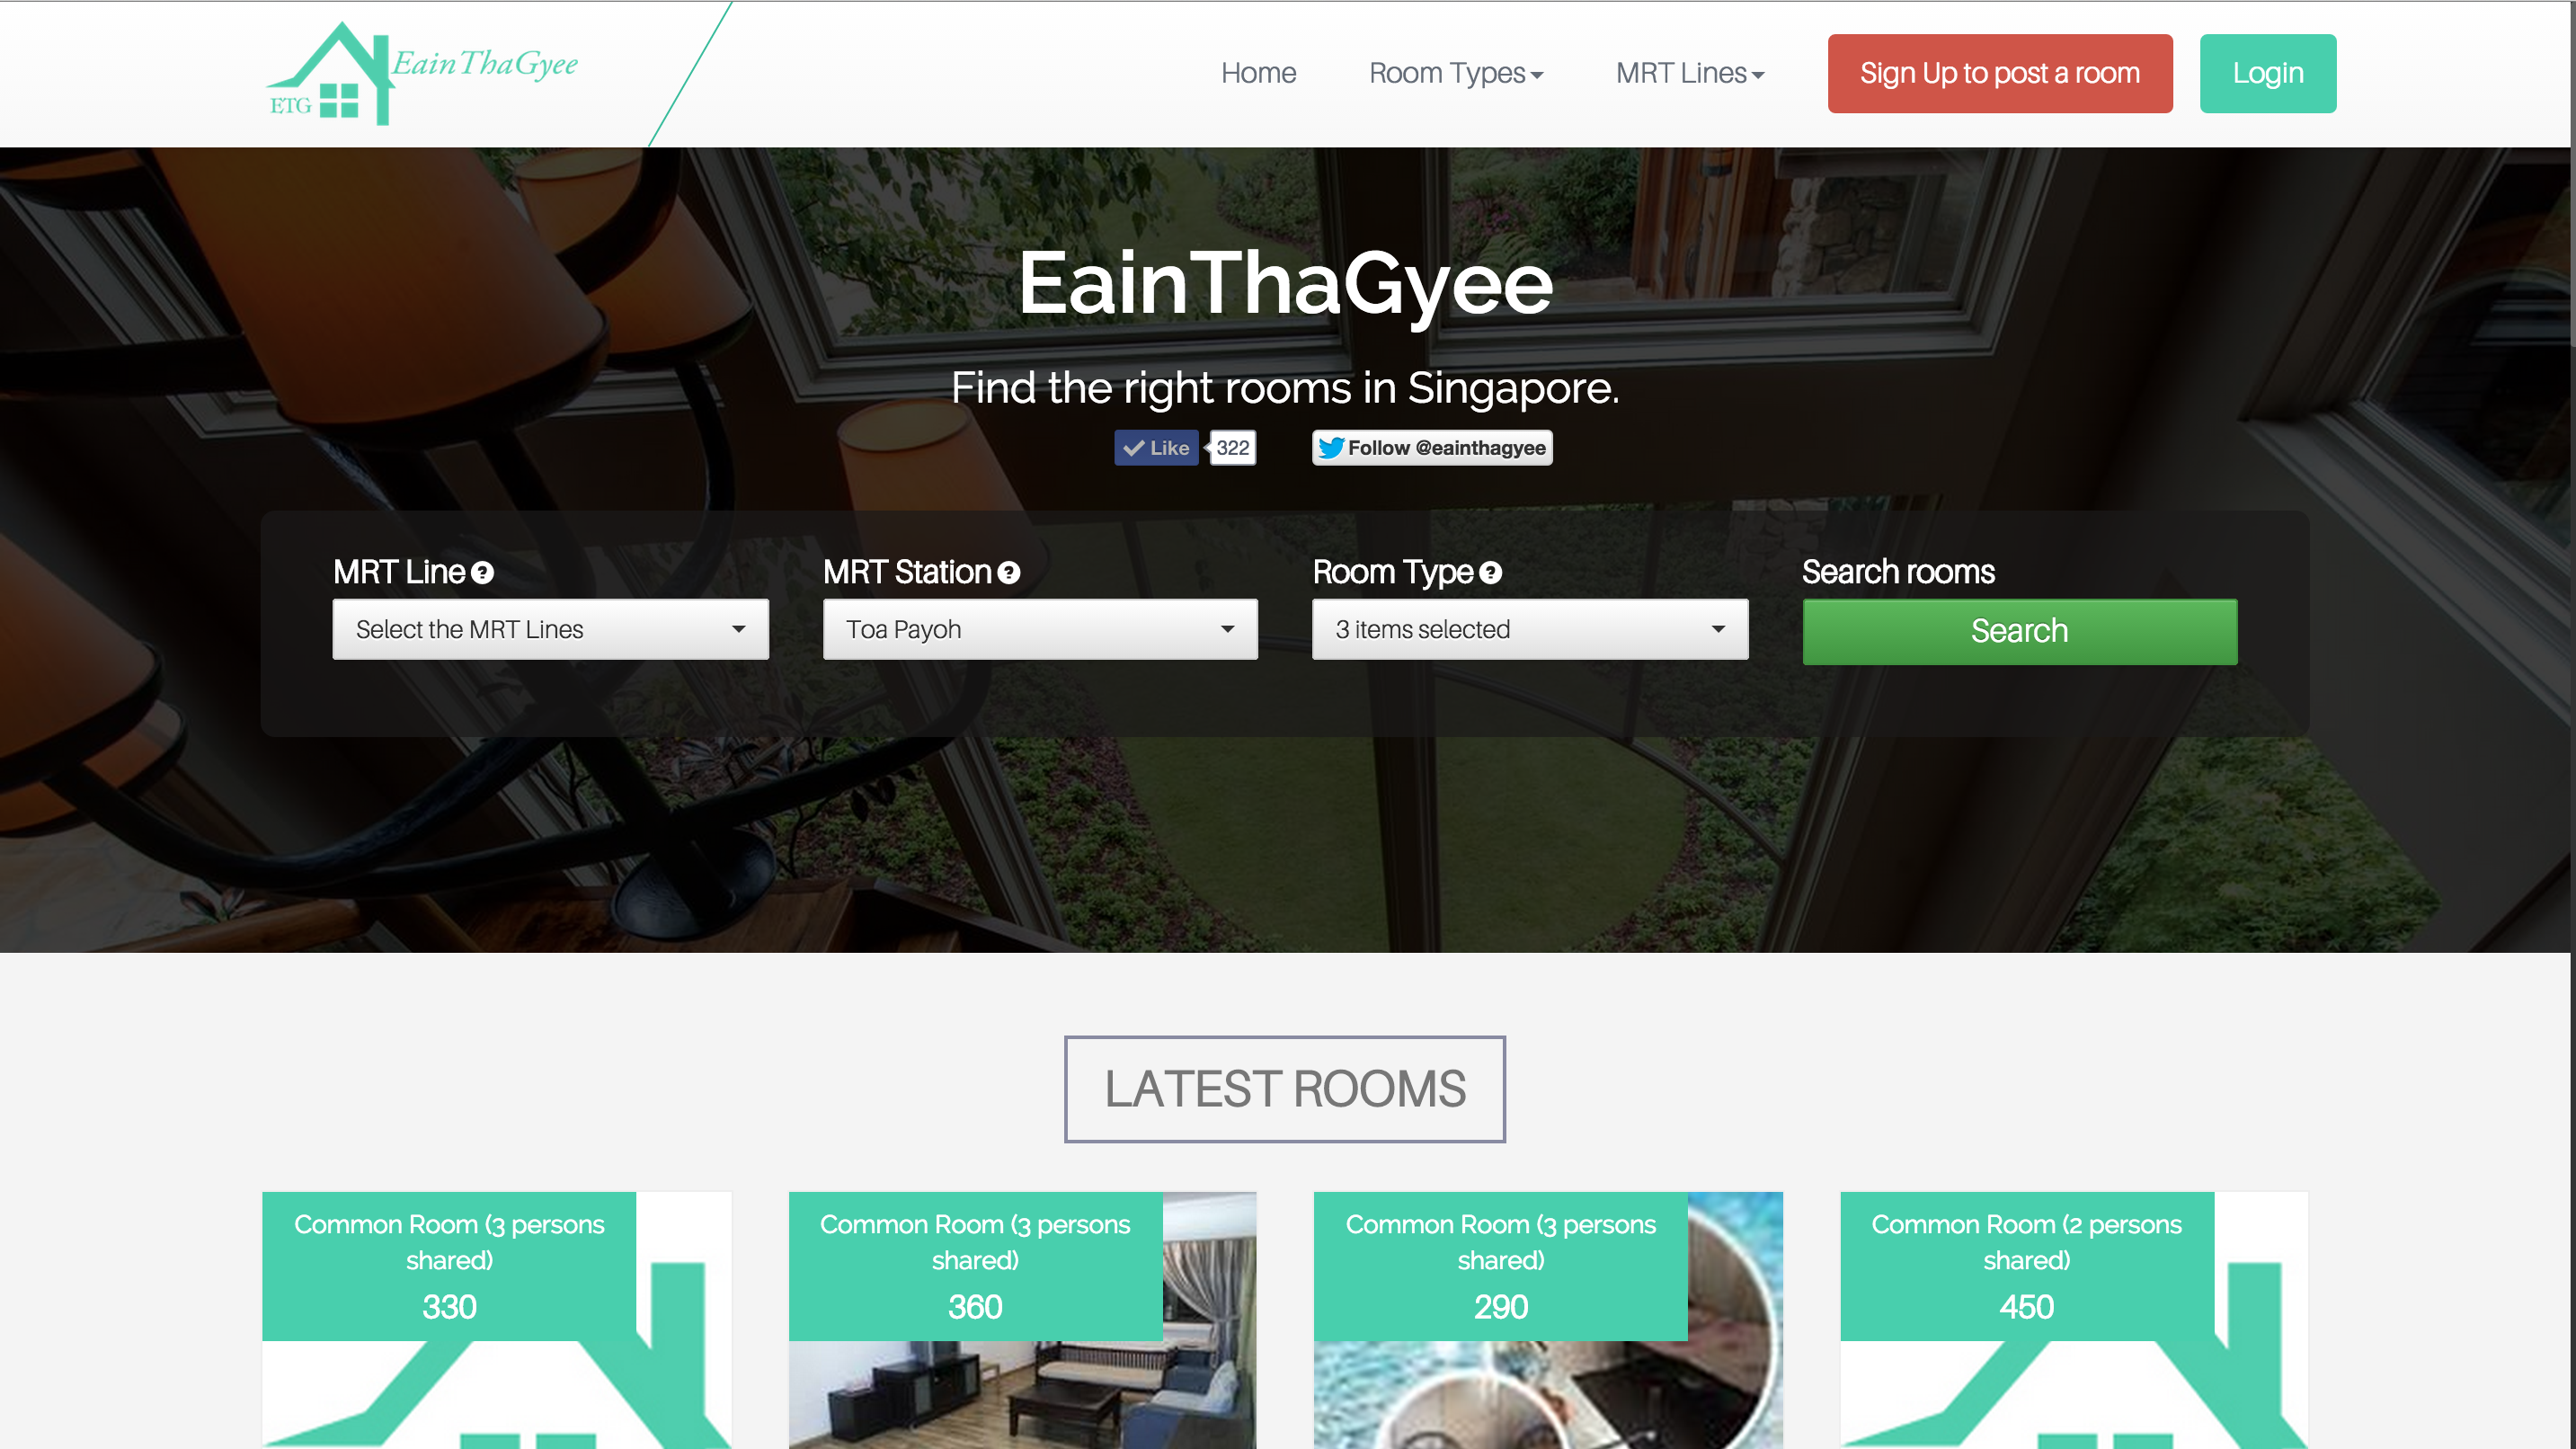 EainThaGyee
ETG
Home
Room Types
MRT Lines
Sign Up to post a room
Login
EainThaGyee
Find the right rooms in Singapore.
Like
322
Follow @eainthagyee
MRT Line
MRT Station
Room Type
Search rooms
Select the MRT Lines
Toa Payoh
3 items selected
Search
LATEST ROOMS
Common Room (3 persons
shared)
330
Common Room (3 persons
shared)
360
Common Room (3 persons
shared)
290
Common Room (2 persons
shared)
450